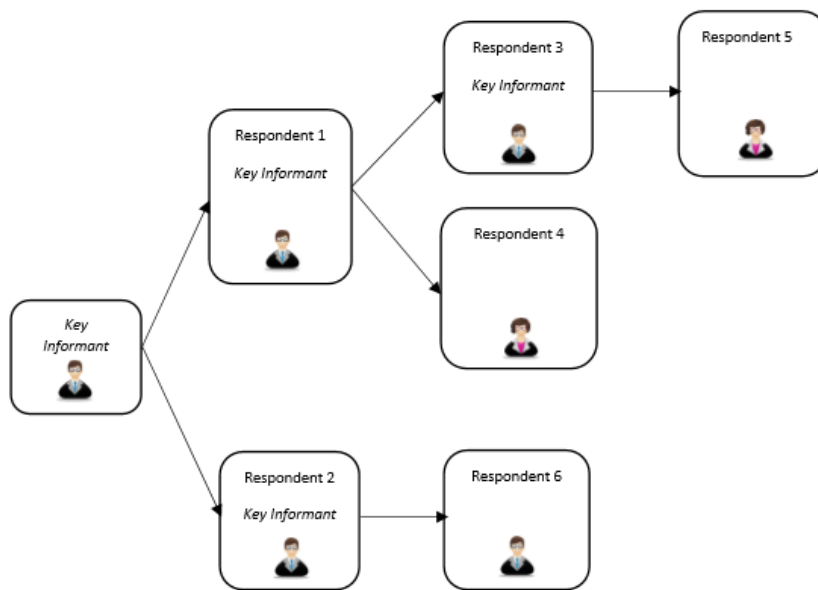 Key
Informant
Respondent 1
Key Informant
Respondent 2
Key Informant
Respondent 3
Key Informant
Respondent 4
Respondent 5
Respondent 6